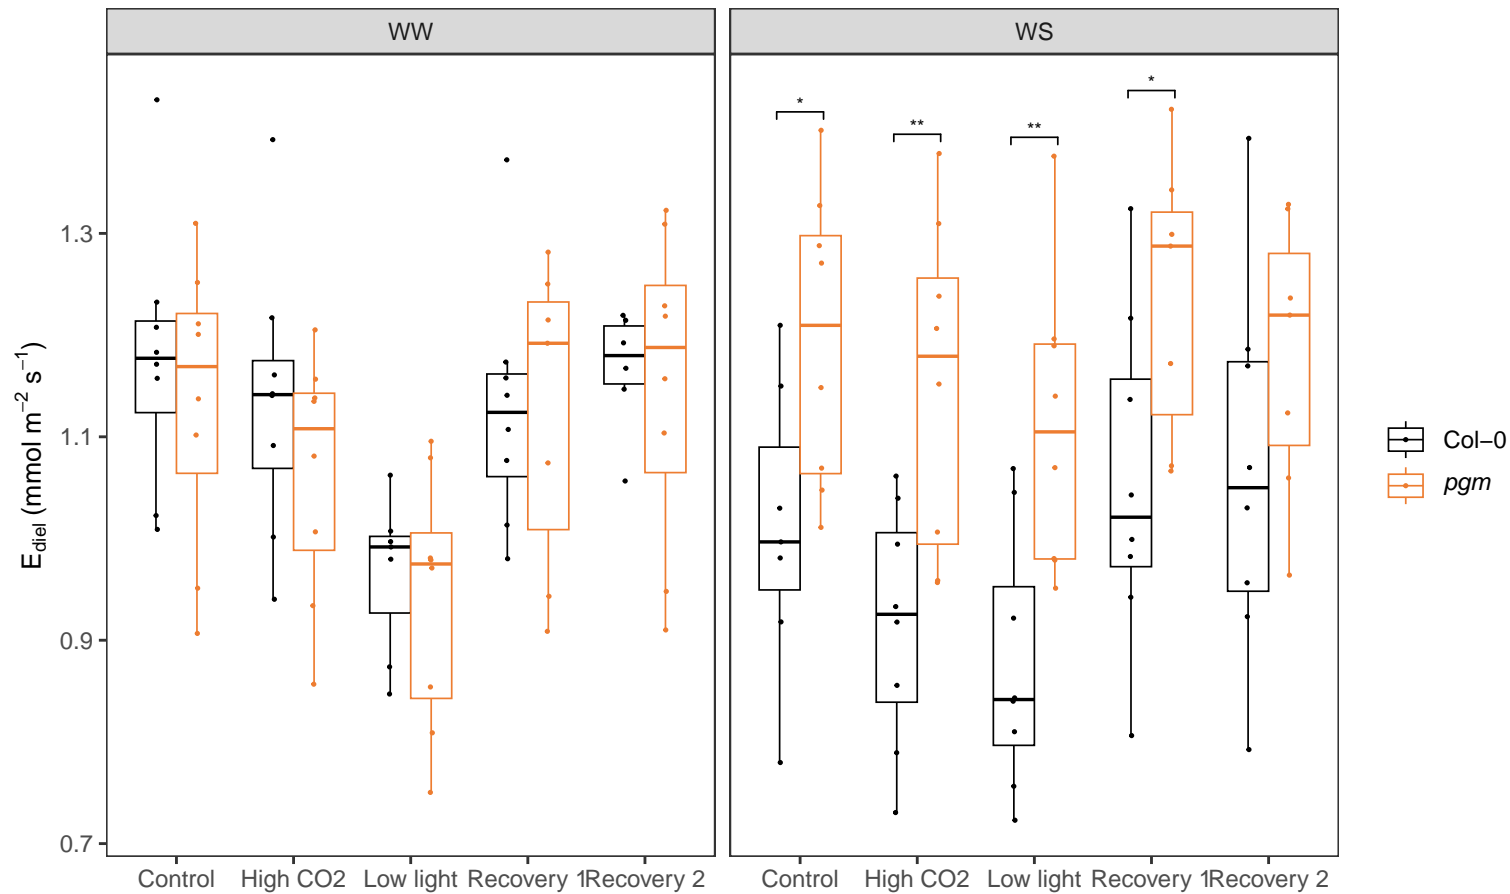 WW WS
* ** ** *
1.3
1.1
0.9
0.7
E_diel (mmol m⁻² s⁻¹)
Col−0
pgm
Control High CO2 Low light Recovery 1 Recovery 2 Control High CO2 Low light Recovery 1 Recovery 2